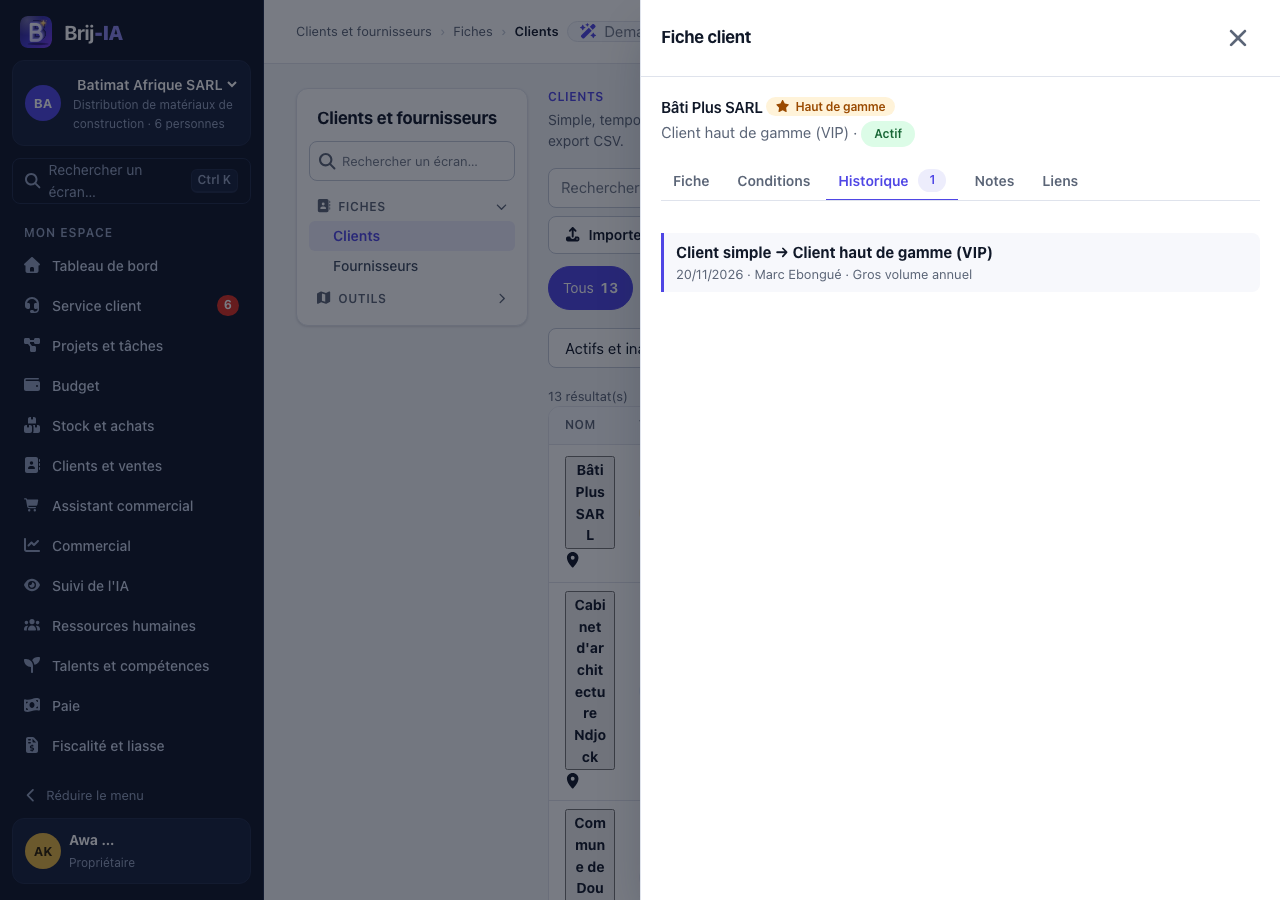 Brij-IA
BA
Batimat Afrique SARL
Distribution de matériaux de
construction · 6 personnes
Rechercher un
écran...
Ctrl K
MON ESPACE
Tableau de bord
Service client
6
Projets et tâches
Budget
Stock et achats
Clients et ventes
Assistant commercial
Commercial
Suivi de l'IA
Ressources humaines
Talents et compétences
Paie
Fiscalité et liasse
Réduire le menu
AK
Awa ...
Propriétaire
Clients et fournisseurs › Fiches › Clients
Clients et fournisseurs
Rechercher un écran...
FICHES
Clients
Fournisseurs
OUTILS
CLIENTS
Simple, tempo
export CSV.
Rechercher
Importe
Tous 13
Actifs et ina
13 résultat(s)
NOM
Bâti
Plus
SAR
L
Cabi
net
d'ar
chit
ectu
re
Ndjo
ck
Com
mun
e de
Dou
Fiche client
Bâti Plus SARL
Haut de gamme
Client haut de gamme (VIP) · Actif
Fiche
Conditions
Historique 1
Notes
Liens
Client simple → Client haut de gamme (VIP)
20/11/2026 · Marc Ebongué · Gros volume annuel